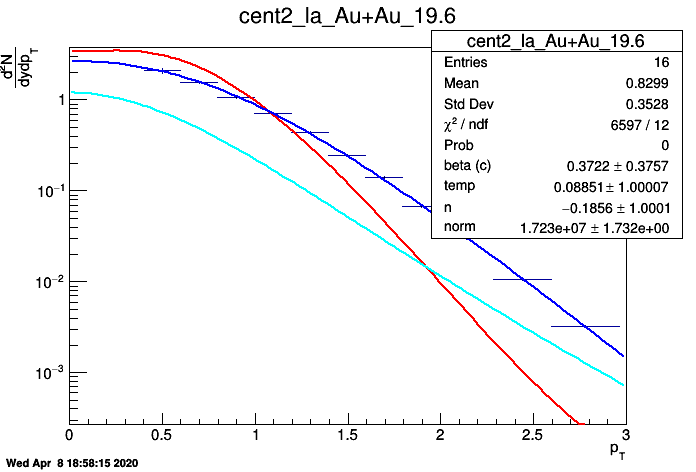 cent2_la_Au+Au_19.6
cent2_la_Au+Au_19.6
Entries 16
Mean 0.8299
Std Dev 0.3528
χ² / ndf 6597 / 12
Prob 0
beta (c) 0.3722 ± 0.3757
temp 0.08851 ± 1.00007
n −0.1856 ± 1.0001
norm 1.723e+07 ± 1.732e+00
d²N
dydp_T
1
10⁻¹
10⁻²
10⁻³
0 0.5 1 1.5 2 2.5 3
p_T
Wed Apr 8 18:58:15 2020